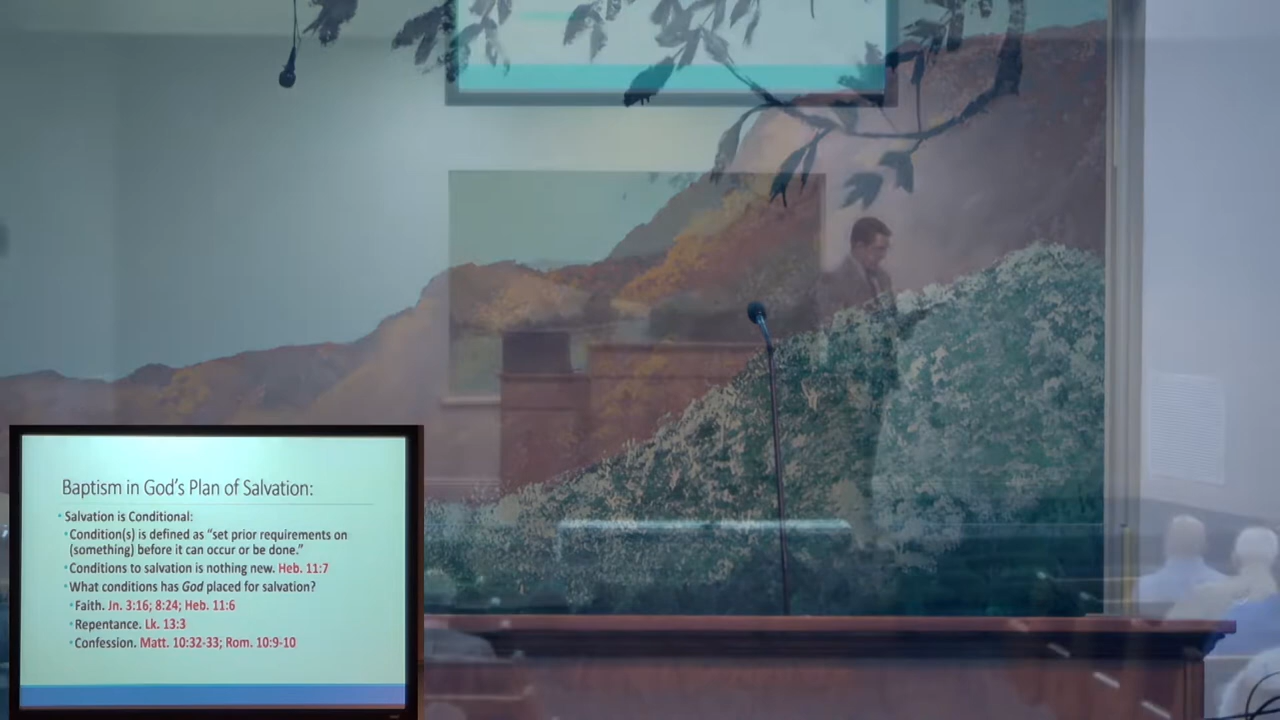 Baptism in God's Plan of Salvation:
Salvation is Conditional:
Condition(s) is defined as "set prior requirements on
(something) before it can occur or be done."
Conditions to salvation is nothing new. Heb. 11:7
What conditions has God placed for salvation?
Faith. Jn. 3:16; 8:24; Heb. 11:6
Repentance. Lk. 13:3
Confession. Matt. 10:32-33; Rom. 10:9-10